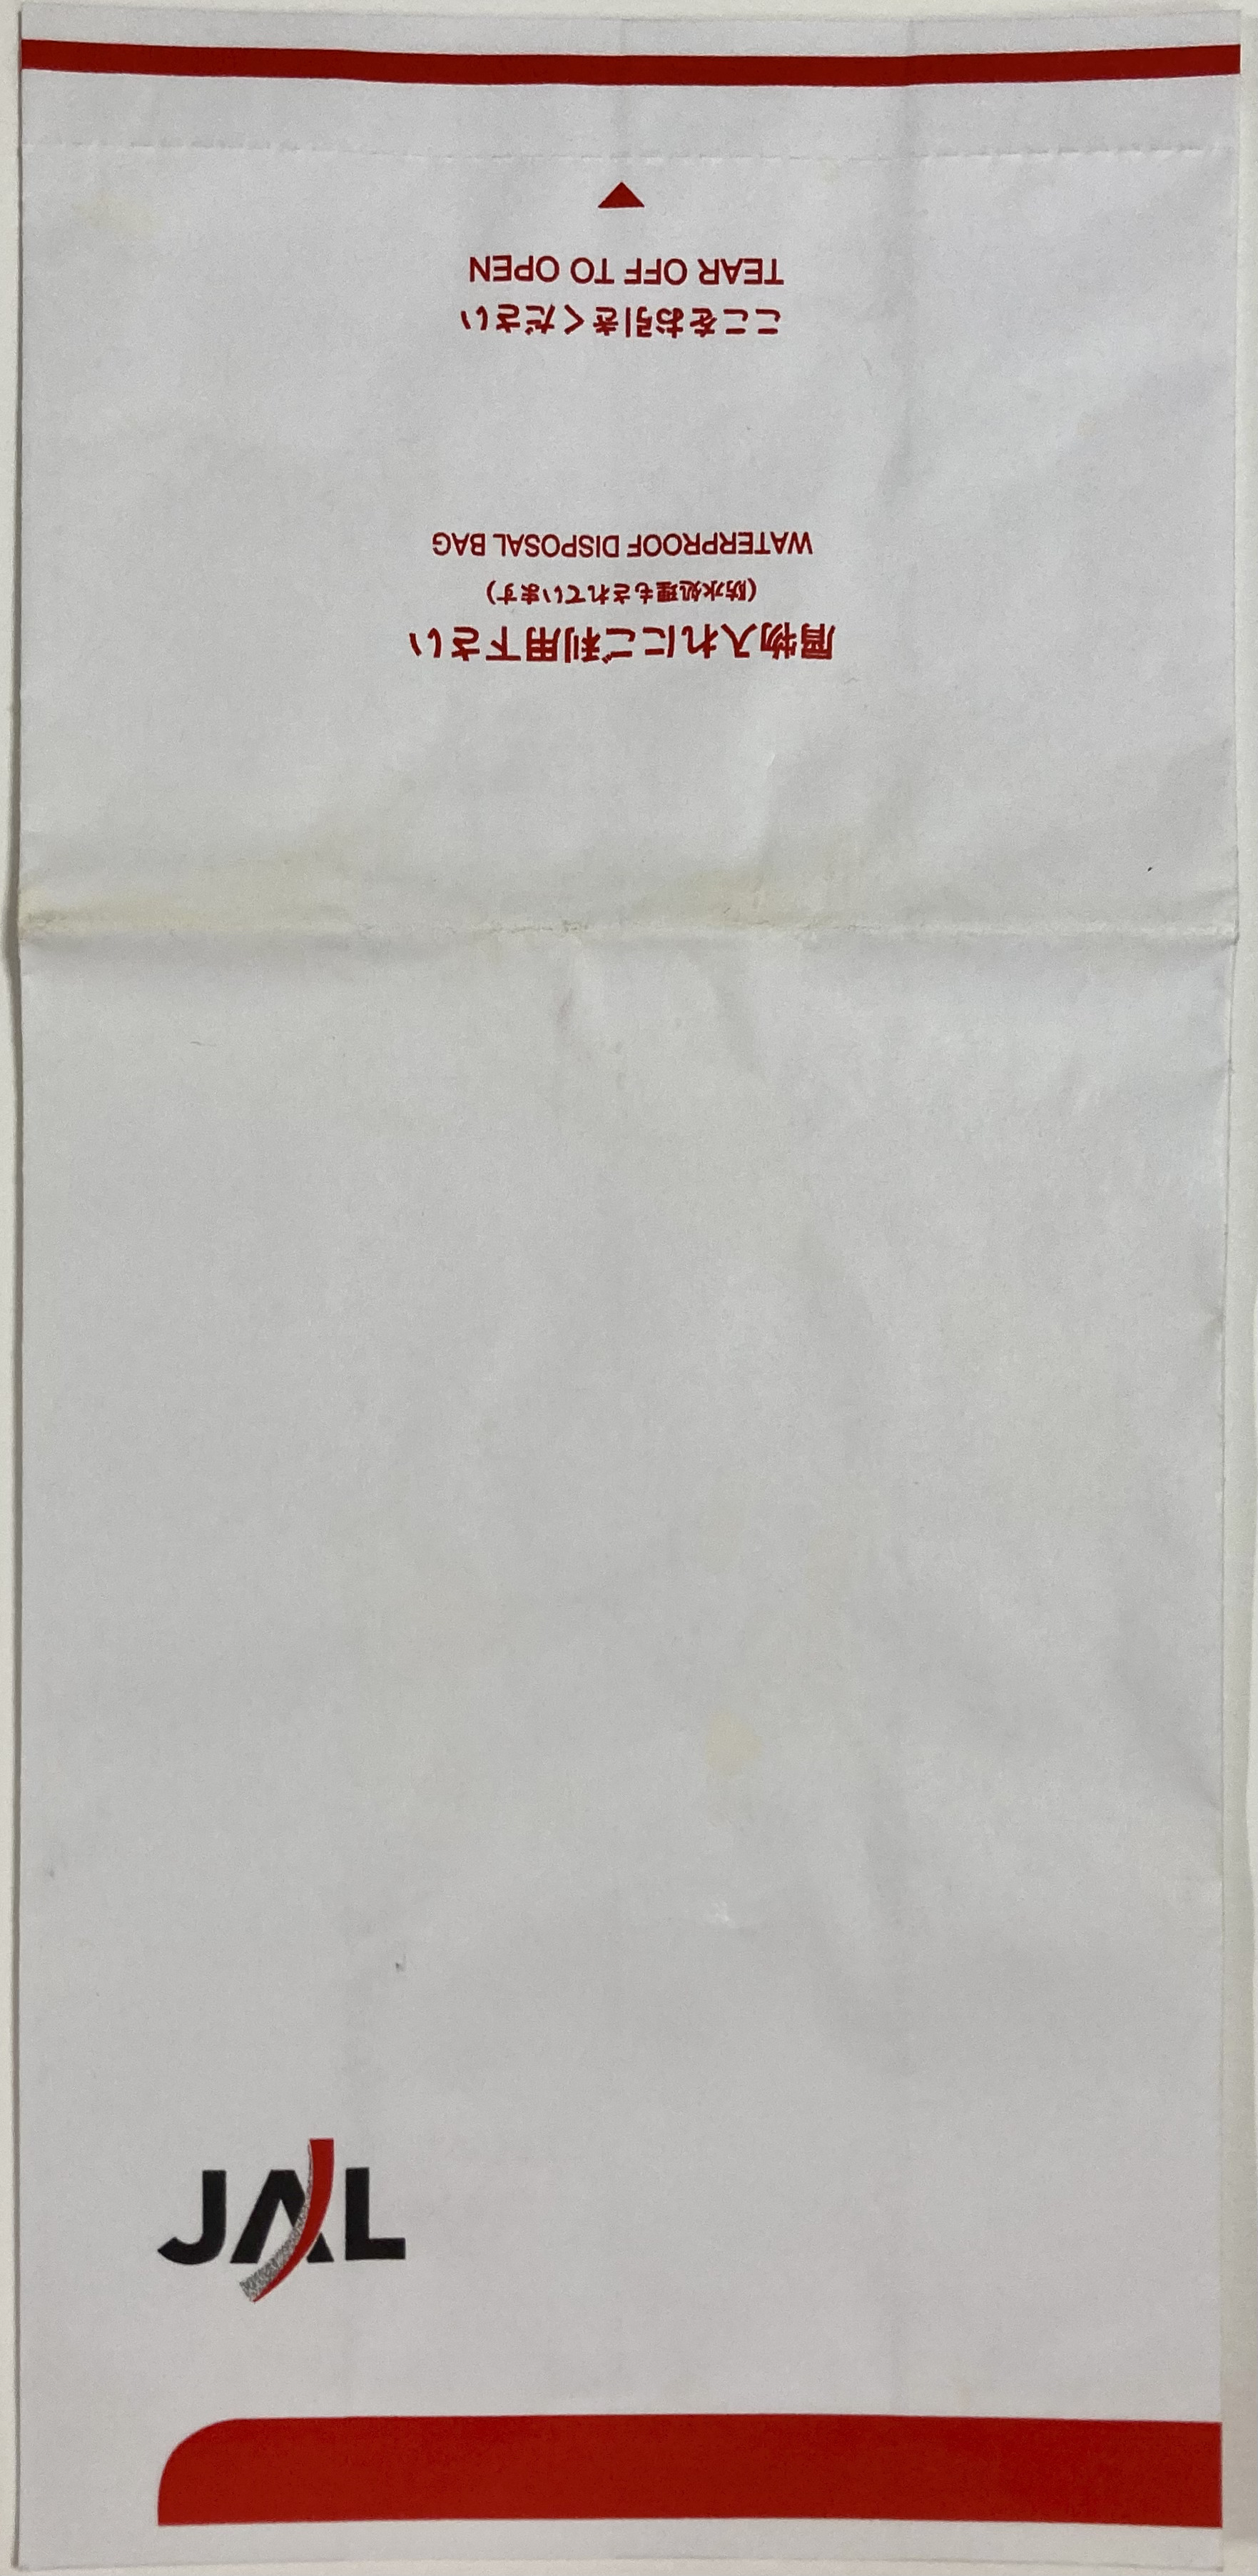 屑物入れにご利用下さい
(防水処理もされています)
WATERPROOF DISPOSAL BAG
ここをお引きください
TEAR OFF TO OPEN
JAL